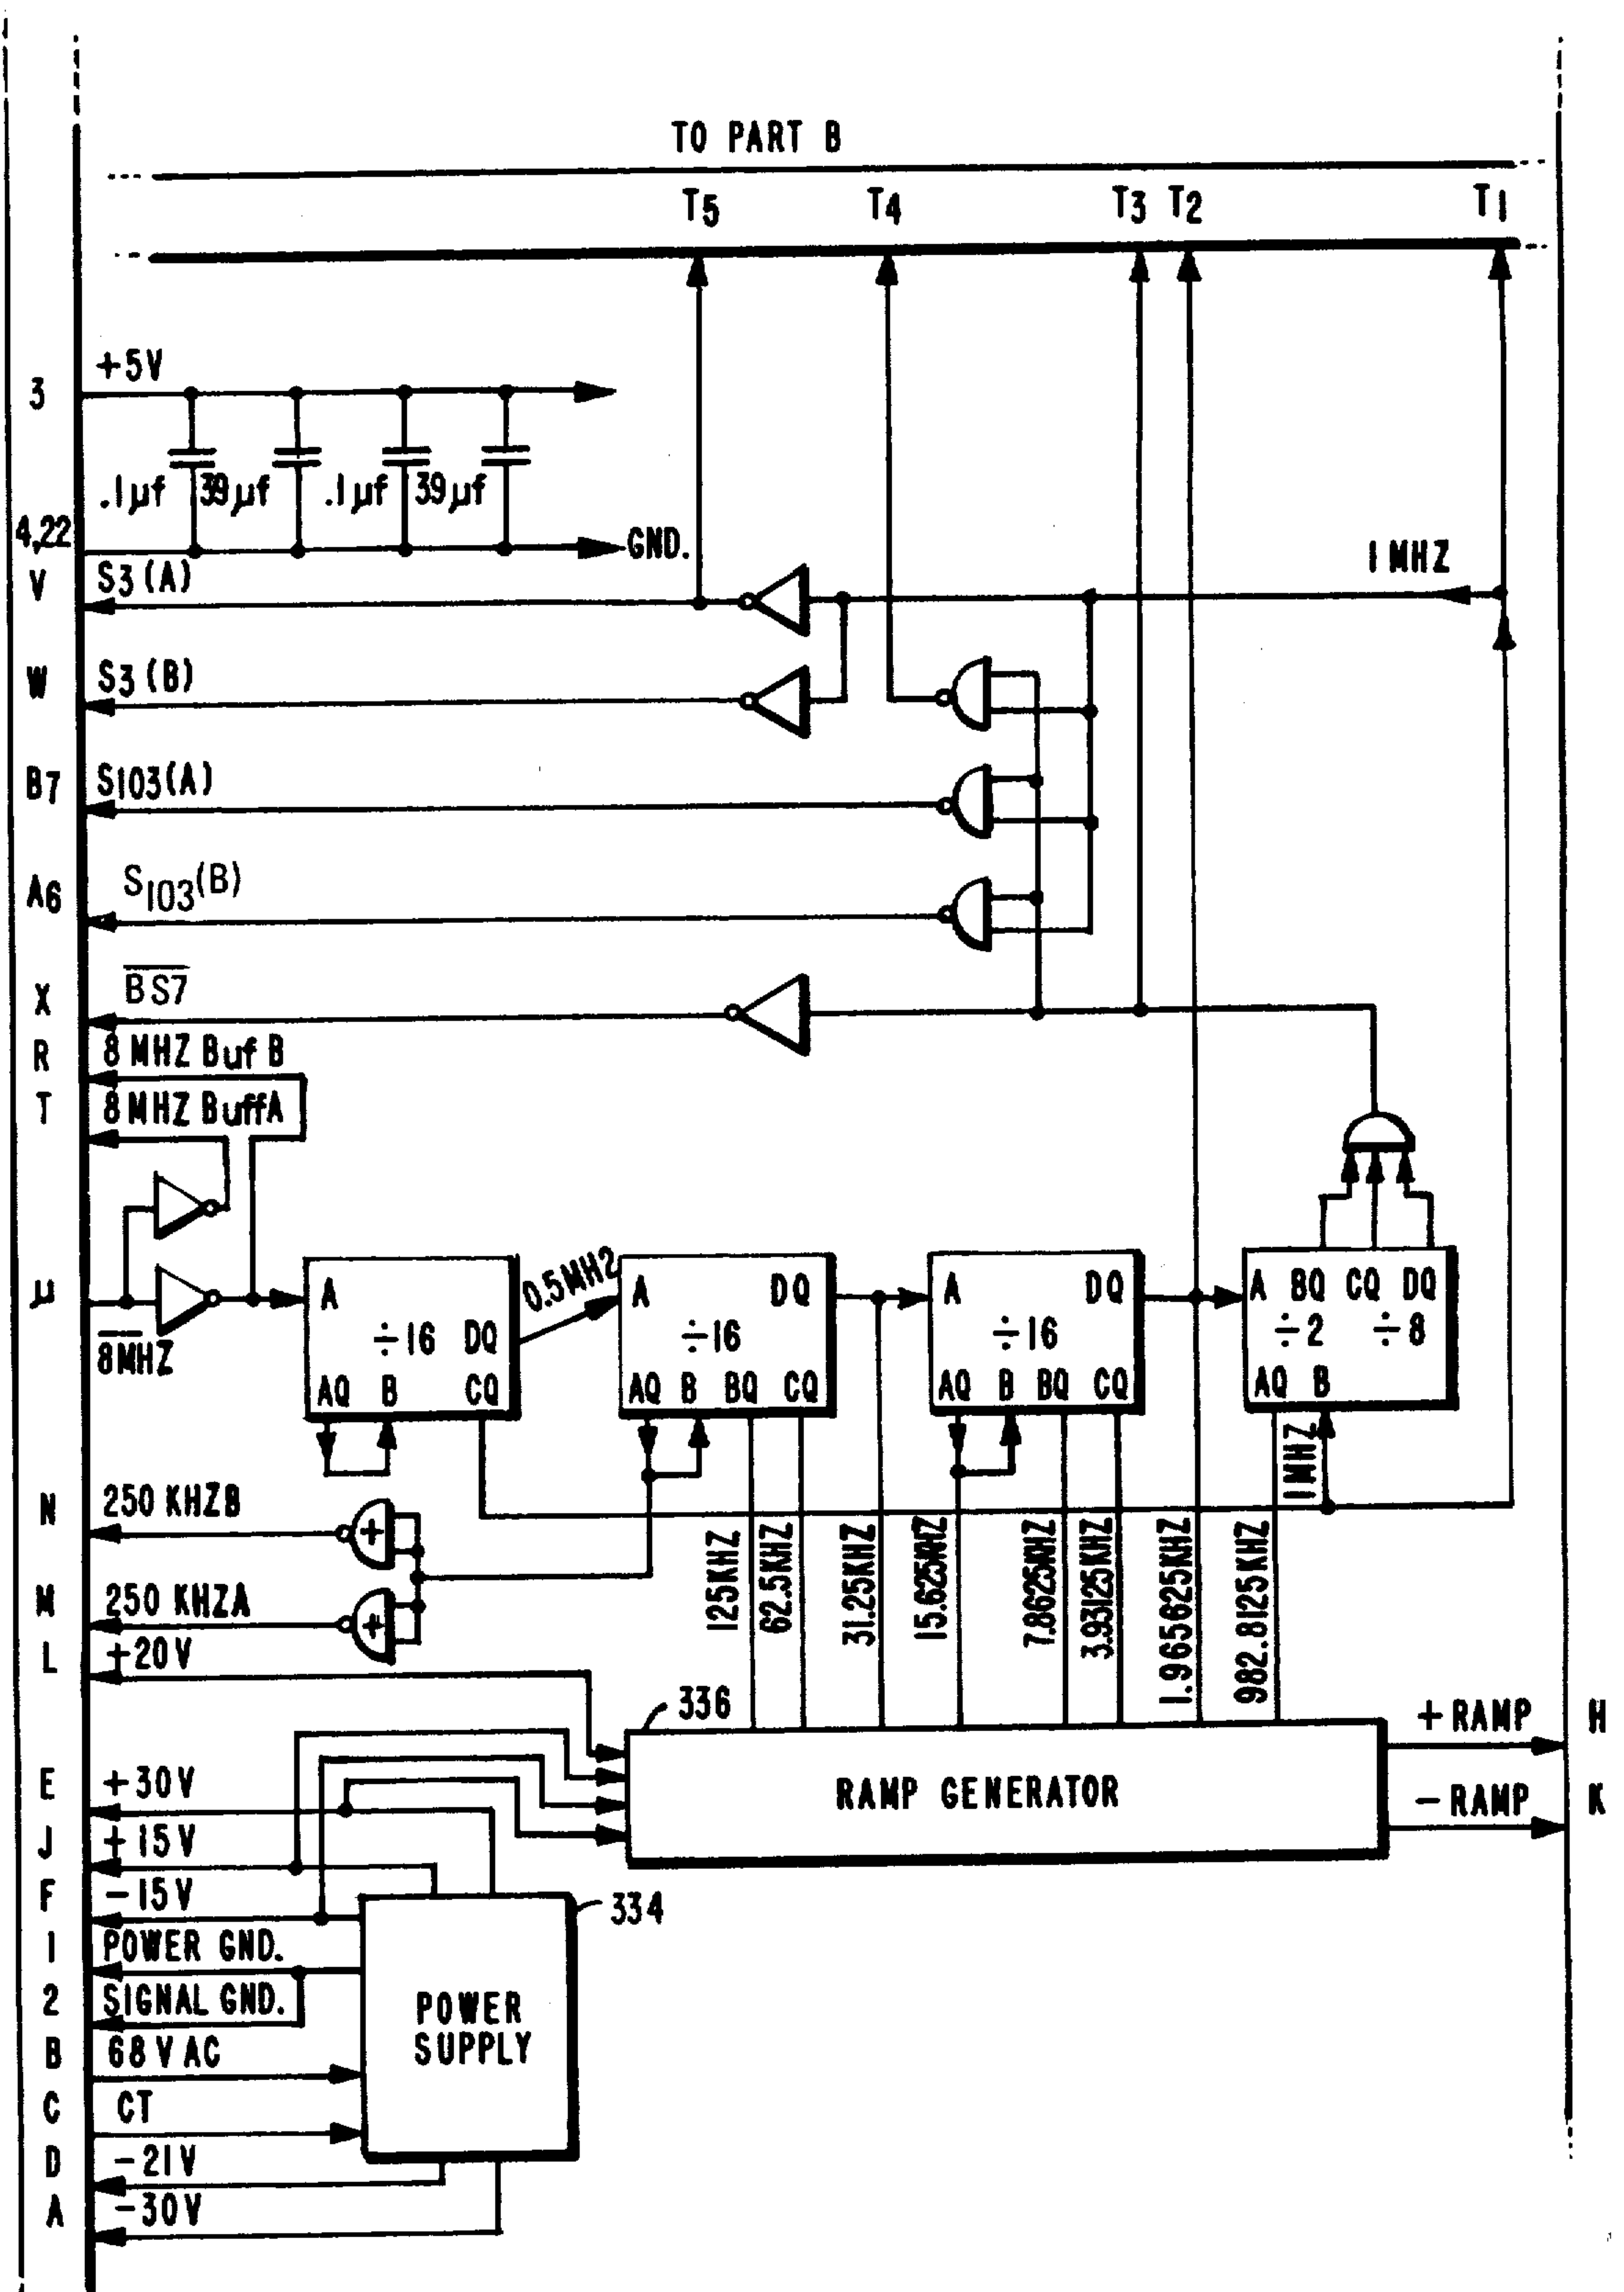 TO PART B
T5 T4 T3 T2 T1
3 +5V
.1µf 39µf .1µf 39µf
4,22 GND.
1 MHZ
V S3 (A)
W S3 (B)
B7 S103(A)
A6 S103(B)
X BS7
R 8 MHZ Buf B
T 8 MHZ BuffA
µ 8MHZ
A ÷16 DQ AQ B CQ
0.5MHZ
A DQ ÷16 AQ B BQ CQ
A DQ ÷16 AQ B BQ CQ
A BQ CQ DQ ÷2 ÷8 AQ B
1MHZ
N 250 KHZB
+
M 250 KHZA
+
125KHZ
62.5KHZ
31.25KHZ
15.625KHZ
7.8625KHZ
3.93125KHZ
1.965625KHZ
982.8125KHZ
L +20V
336
RAMP GENERATOR
+RAMP H
-RAMP K
E +30V
J +15V
F -15V
334
1 POWER GND.
2 SIGNAL GND.
POWER
SUPPLY
B 68 V AC
C CT
D -21V
A -30V